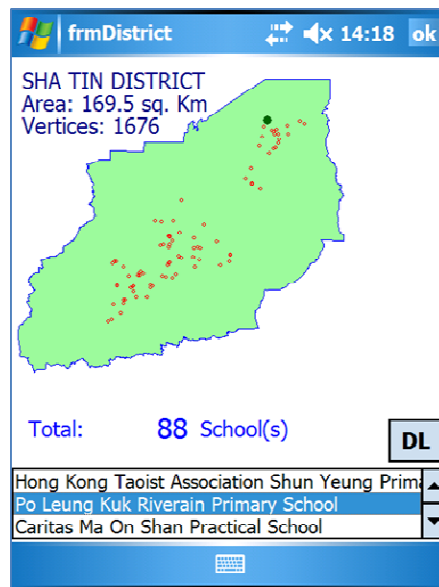 frmDistrict 14:18 ok
SHA TIN DISTRICT
Area: 169.5 sq. Km
Vertices: 1676
Total: 88 School(s)
DL
Hong Kong Taoist Association Shun Yeung Prima
Po Leung Kuk Riverain Primary School
Caritas Ma On Shan Practical School